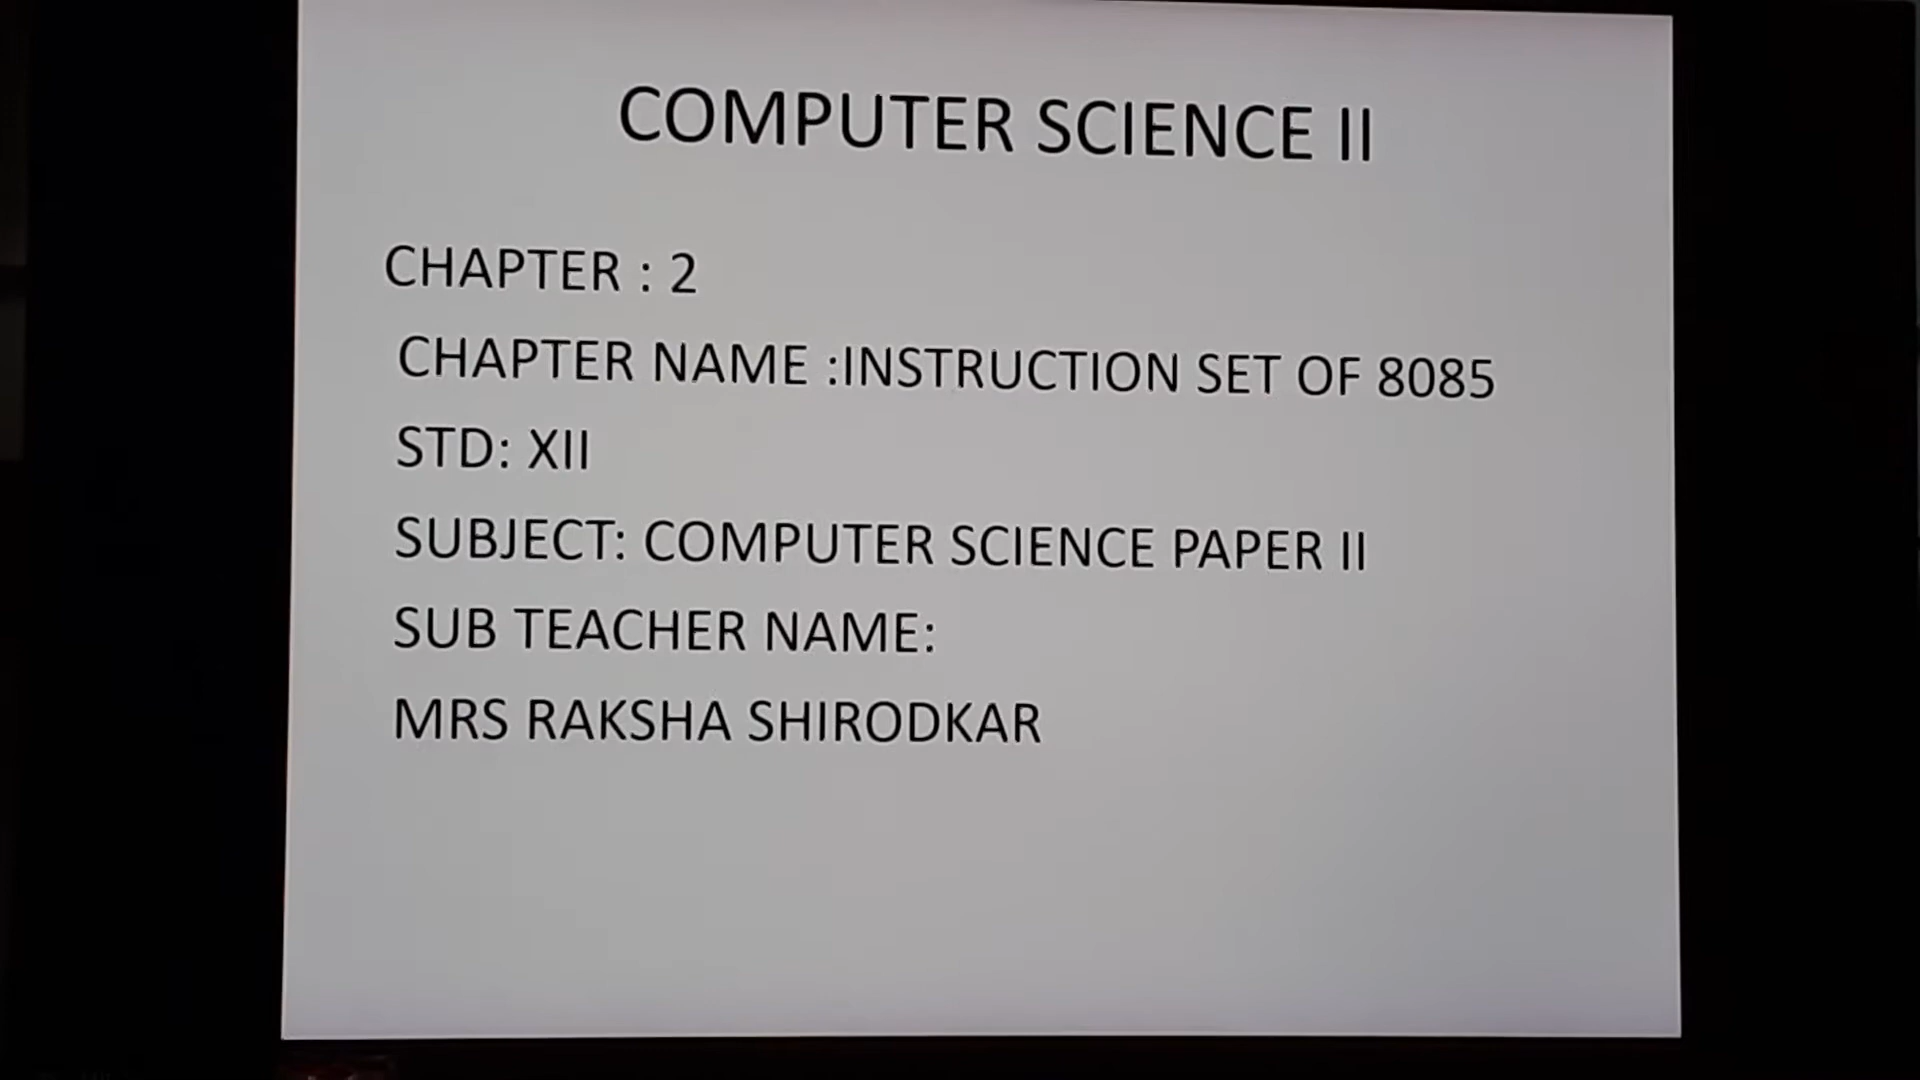 COMPUTER SCIENCE II
CHAPTER : 2
CHAPTER NAME :INSTRUCTION SET OF 8085
STD: XII
SUBJECT: COMPUTER SCIENCE PAPER II
SUB TEACHER NAME:
MRS RAKSHA SHIRODKAR